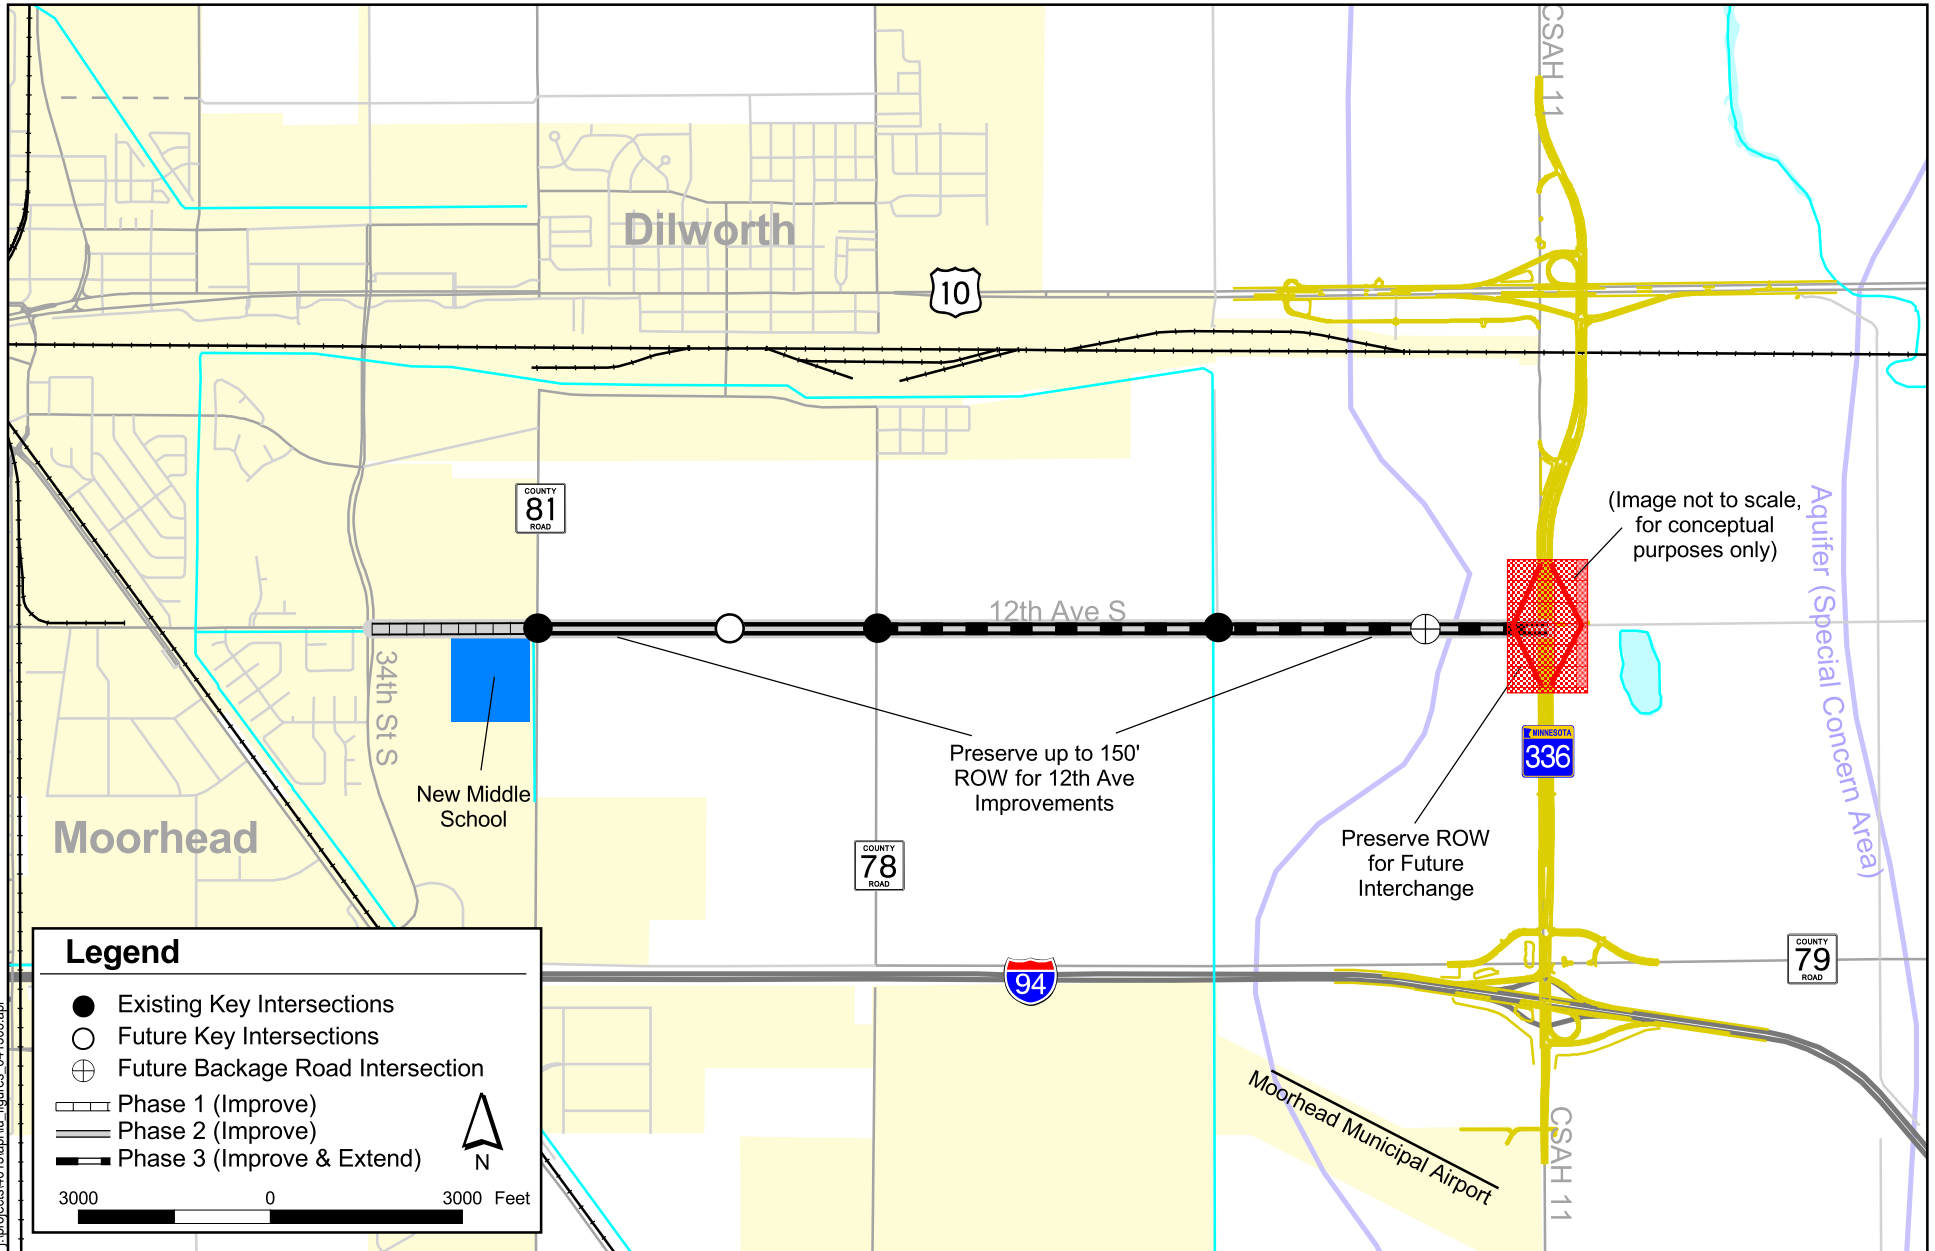 CSAH 11
Dilworth
10
(Image not to scale,
for conceptual
purposes only)
COUNTY
81
ROAD
Aquifer (Special Concern Area)
12th Ave S
34th St S
MINNESOTA
336
Preserve up to 150'
ROW for 12th Ave
Improvements
New Middle
School
Moorhead
Preserve ROW
for Future
Interchange
COUNTY
78
ROAD
COUNTY
79
ROAD
94
Moorhead Municipal Airport
CSAH 11
Legend
Existing Key Intersections
Future Key Intersections
Future Backage Road Intersection
Phase 1 (Improve)
Phase 2 (Improve)
Phase 3 (Improve & Extend)
N
3000 0 3000 Feet